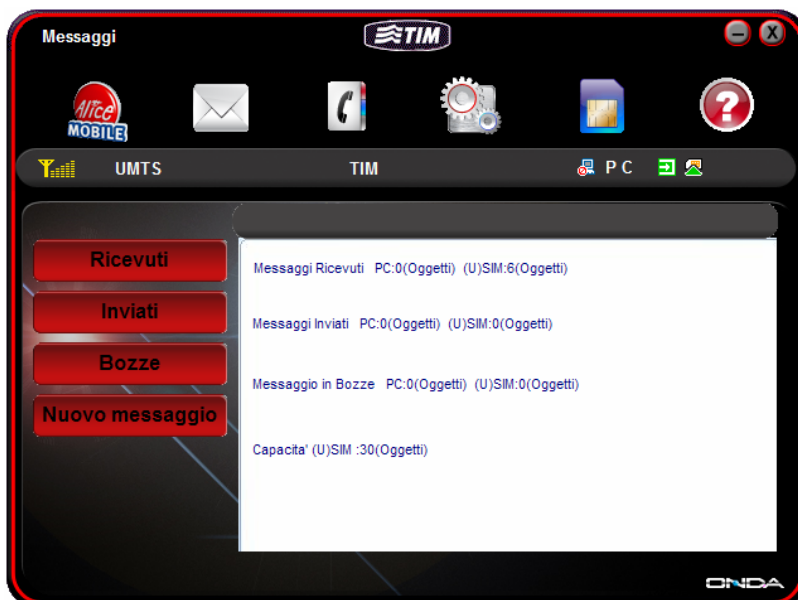 Messaggi
TIM
Alice
MOBILE
UMTS TIM PC
Ricevuti
Inviati
Bozze
Nuovo messaggio
Messaggi Ricevuti PC:0(Oggetti) (U)SIM:6(Oggetti)
Messaggi Inviati PC:0(Oggetti) (U)SIM:0(Oggetti)
Messaggio in Bozze PC:0(Oggetti) (U)SIM:0(Oggetti)
Capacita' (U)SIM :30(Oggetti)
ONDA